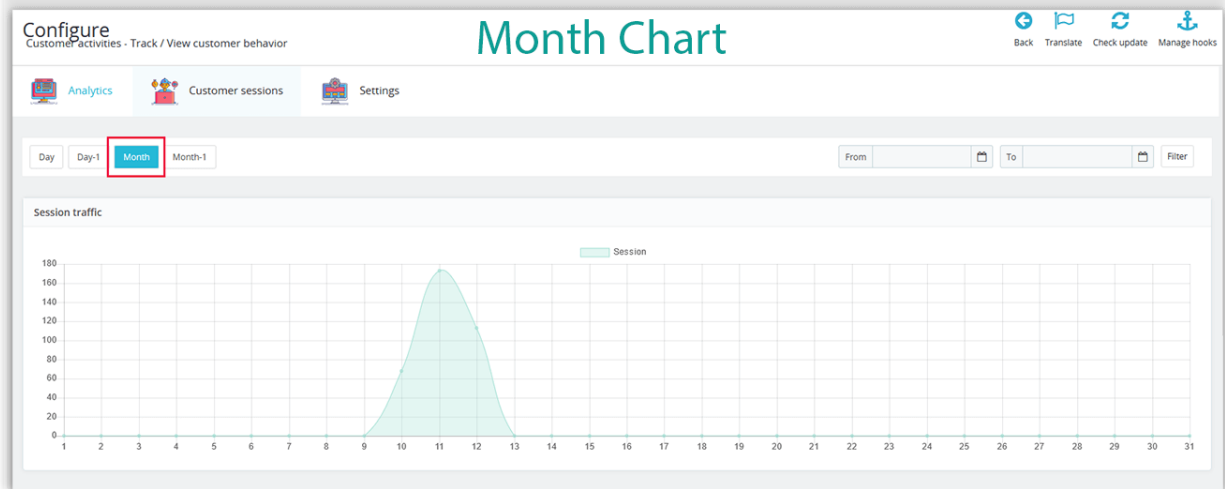 Configure
Customer activities - Track / View customer behavior
Month Chart
Back Translate Check update Manage hooks
Analytics Customer sessions Settings
Day Day-1 Month Month-1 From To Filter
Session traffic
Session
180
160
140
120
100
80
60
40
20
0
1 2 3 4 5 6 7 8 9 10 11 12 13 14 15 16 17 18 19 20 21 22 23 24 25 26 27 28 29 30 31